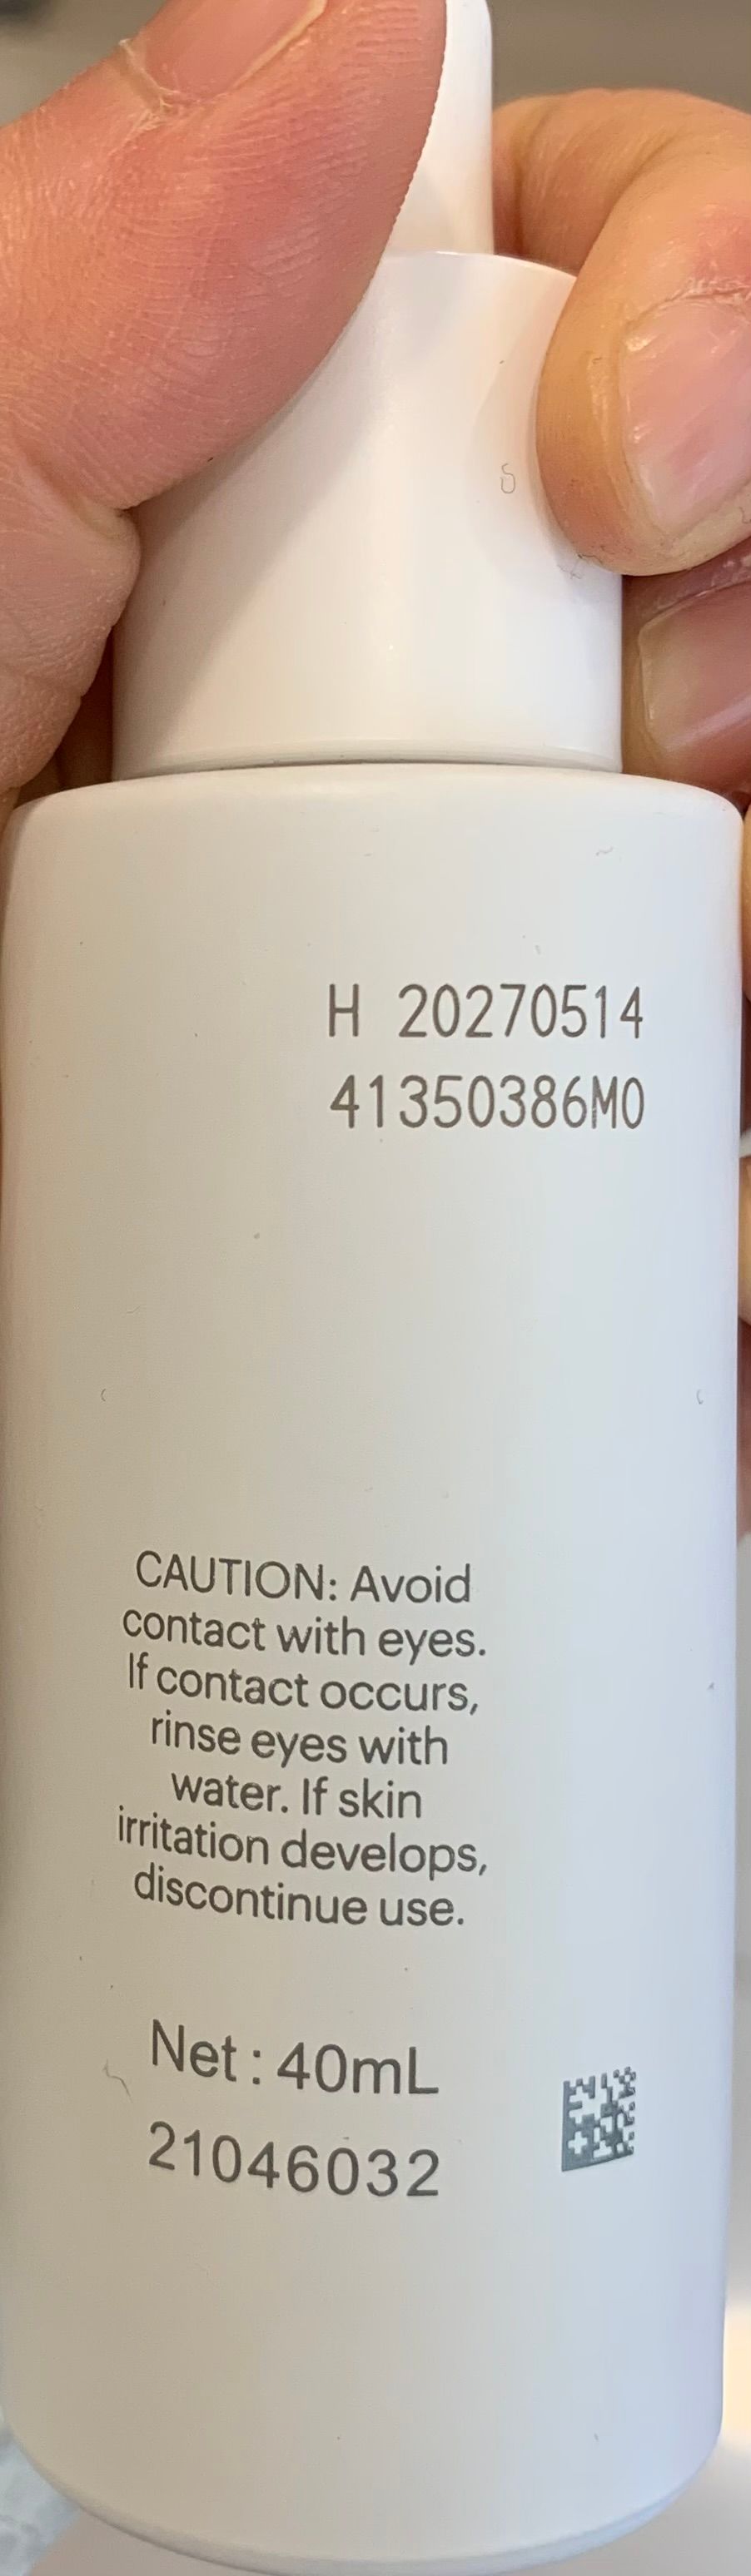 H 20270514
41350386M0
CAUTION: Avoid
contact with eyes.
If contact occurs,
rinse eyes with
water. If skin
irritation develops,
discontinue use.
Net: 40mL
21046032